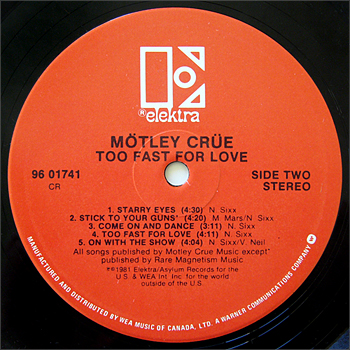 ® elektra
MÖTLEY CRÜE
TOO FAST FOR LOVE
96 01741
CR
SIDE TWO
STEREO
1. STARRY EYES (4:30) N. Sixx
2. STICK TO YOUR GUNS* (4:20) M. Mars/N. Sixx
3. COME ON AND DANCE (3:11) N. Sixx
4. TOO FAST FOR LOVE (4:11) N. Sixx
5. ON WITH THE SHOW (4:04) N. Sixx/V. Neil
All songs published by Motley Crue Music except*
published by Rare Magnetism Music
℗©1981 Elektra/Asylum Records for the
U.S. & WEA Int. Inc. for the world
outside of the U.S.
MANUFACTURED AND DISTRIBUTED BY WEA MUSIC OF CANADA, LTD. A WARNER COMMUNICATIONS COMPANY.